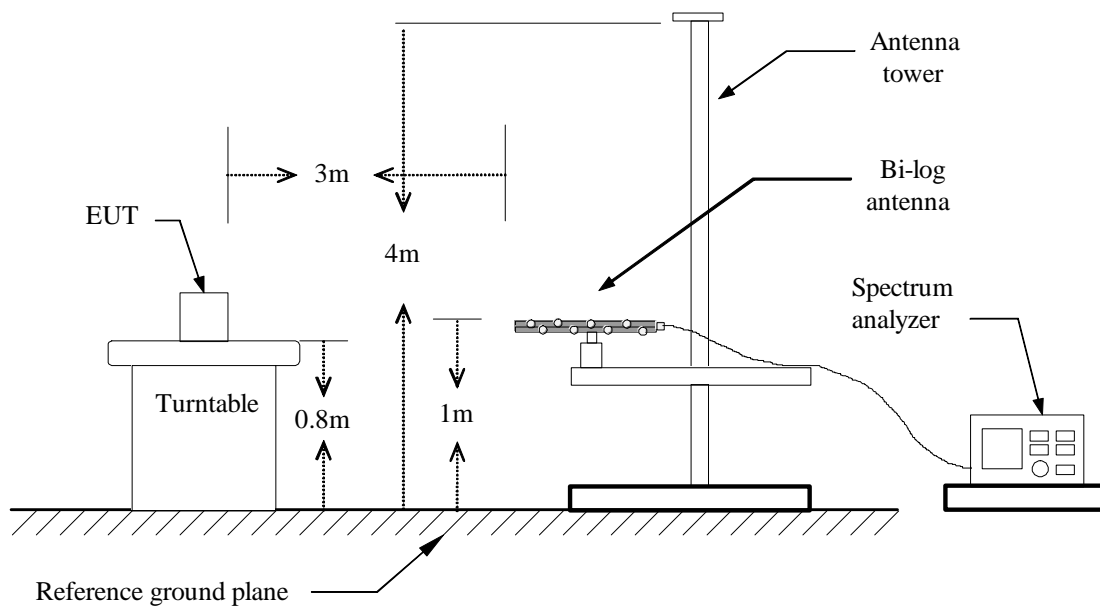 Antenna
tower
3m
Bi-log
antenna
EUT
4m
Spectrum
analyzer
Turntable
0.8m
1m
Reference ground plane